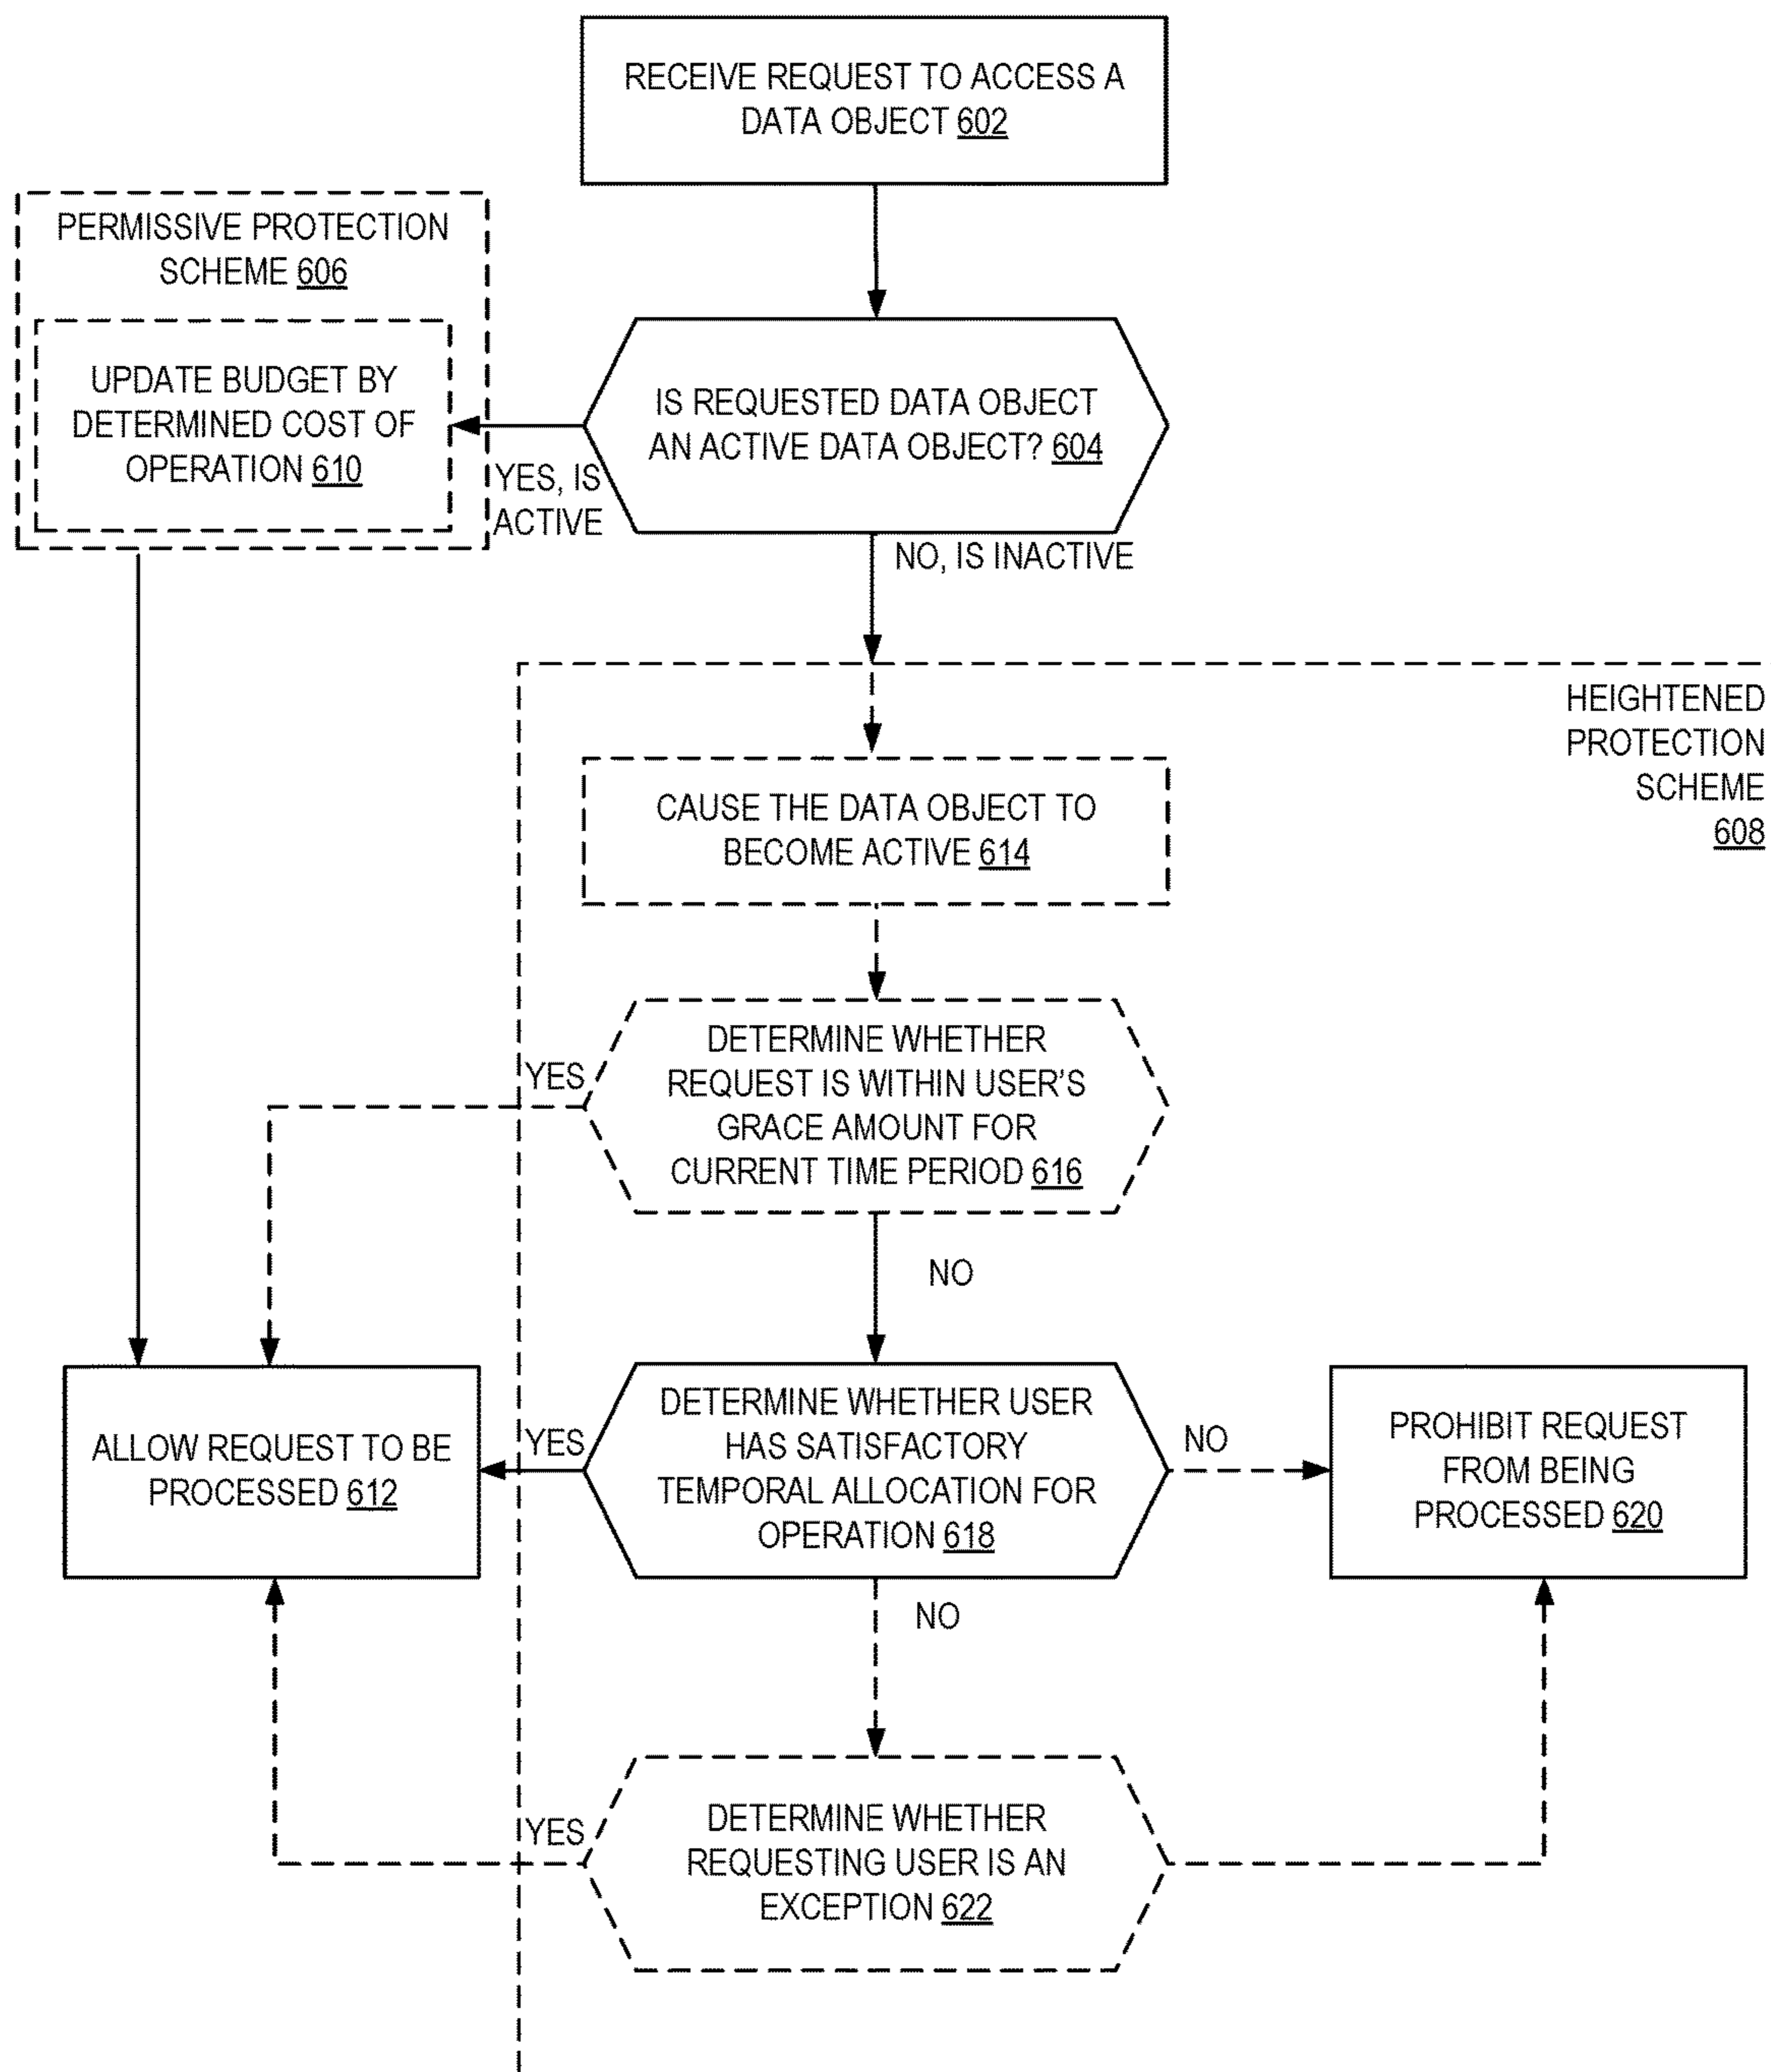 RECEIVE REQUEST TO ACCESS A
DATA OBJECT 602
PERMISSIVE PROTECTION
SCHEME 606
UPDATE BUDGET BY
DETERMINED COST OF
OPERATION 610
IS REQUESTED DATA OBJECT
AN ACTIVE DATA OBJECT? 604
YES, IS
ACTIVE
NO, IS INACTIVE
HEIGHTENED
PROTECTION
SCHEME
608
CAUSE THE DATA OBJECT TO
BECOME ACTIVE 614
DETERMINE WHETHER
REQUEST IS WITHIN USER'S
GRACE AMOUNT FOR
CURRENT TIME PERIOD 616
YES
NO
ALLOW REQUEST TO BE
PROCESSED 612
YES
DETERMINE WHETHER USER
HAS SATISFACTORY
TEMPORAL ALLOCATION FOR
OPERATION 618
NO
PROHIBIT REQUEST
FROM BEING
PROCESSED 620
NO
YES
DETERMINE WHETHER
REQUESTING USER IS AN
EXCEPTION 622